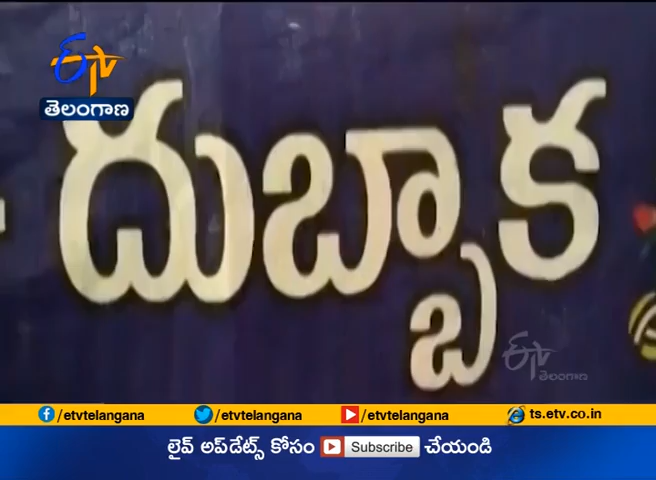 ETV
తెలంగాణ
దుబ్బాక
ETV
తెలంగాణ
/etvtelangana /etvtelangana /etvtelangana ts.etv.co.in
లైవ్ అప్‌డేట్స్ కోసం Subscribe చేయండి